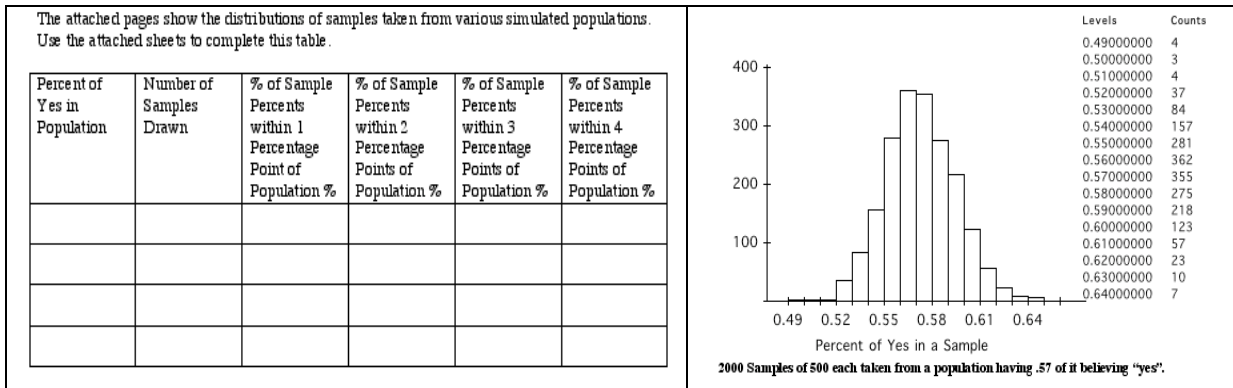 The attached pages show the distributions of samples taken from various simulated populations.
Use the attached sheets to complete this table.
Percent of
Yes in
Population
Number of
Samples
Drawn
% of Sample
Percents
within 1
Percentage
Point of
Population %
% of Sample
Percents
within 2
Percentage
Points of
Population %
% of Sample
Percents
within 3
Percentage
Points of
Population %
% of Sample
Percents
within 4
Percentage
Points of
Population %
400
300
200
100
0.49 0.52 0.55 0.58 0.61 0.64
Percent of Yes in a Sample
Levels Counts
0.49000000 4
0.50000000 3
0.51000000 4
0.52000000 37
0.53000000 84
0.54000000 157
0.55000000 281
0.56000000 362
0.57000000 355
0.58000000 275
0.59000000 218
0.60000000 123
0.61000000 57
0.62000000 23
0.63000000 10
0.64000000 7
2000 Samples of 500 each taken from a population having .57 of it believing “yes”.